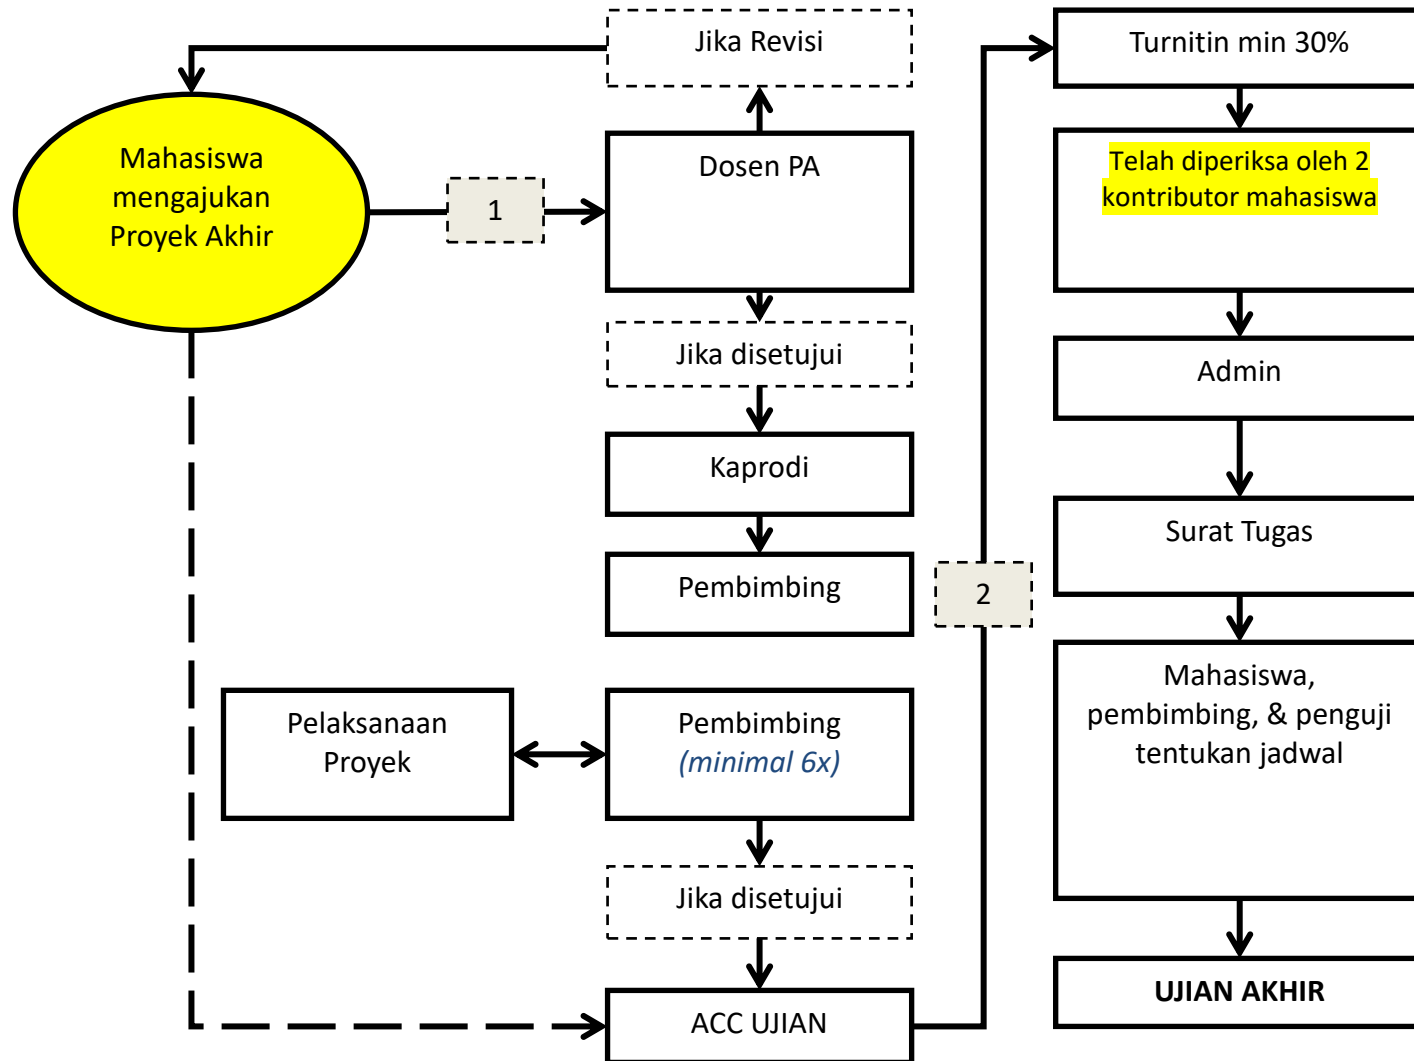 Jika Revisi
Mahasiswa
mengajukan
Proyek Akhir
1
Dosen PA
Jika disetujui
Kaprodi
Pembimbing
Pelaksanaan
Proyek
Pembimbing
(minimal 6x)
Jika disetujui
ACC UJIAN
2
Turnitin min 30%
Telah diperiksa oleh 2
kontributor mahasiswa
Admin
Surat Tugas
Mahasiswa,
pembimbing, & penguji
tentukan jadwal
UJIAN AKHIR